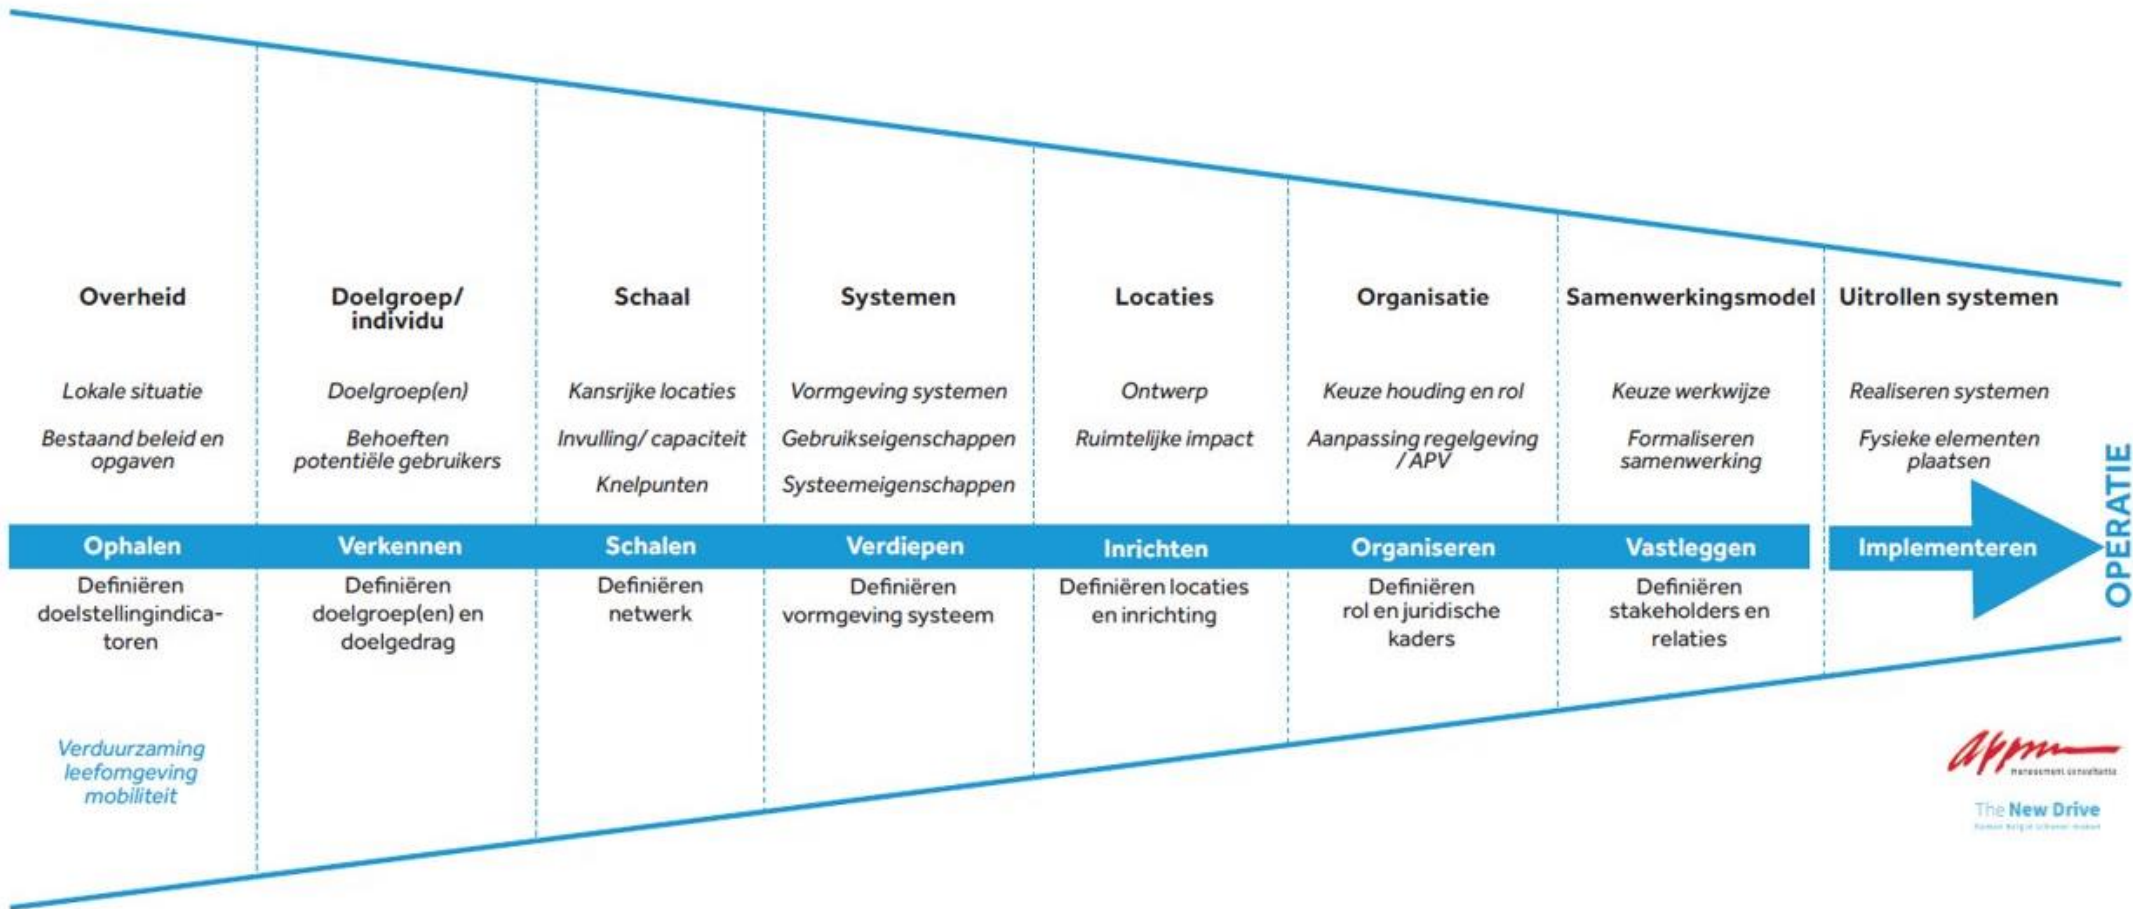 Overheid
Lokale situatie
Bestaand beleid en
opgaven
Ophalen
Definiëren
doelstellingindica-
toren
Verduurzaming
leefomgeving
mobiliteit
Doelgroep/
individu
Doelgroep(en)
Behoeften
potentiële gebruikers
Verkennen
Definiëren
doelgroep(en) en
doelgedrag
Schaal
Kansrijke locaties
Invulling/ capaciteit
Knelpunten
Schalen
Definiëren
netwerk
Systemen
Vormgeving systemen
Gebruikseigenschappen
Systeemeigenschappen
Verdiepen
Definiëren
vormgeving systeem
Locaties
Ontwerp
Ruimtelijke impact
Inrichten
Definiëren locaties
en inrichting
Organisatie
Keuze houding en rol
Aanpassing regelgeving
/ APV
Organiseren
Definiëren
rol en juridische
kaders
Samenwerkingsmodel
Keuze werkwijze
Formaliseren
samenwerking
Vastleggen
Definiëren
stakeholders en
relaties
Uitrollen systemen
Realiseren systemen
Fysieke elementen
plaatsen
Implementeren
OPERATIE
appm
management consultants
The New Drive